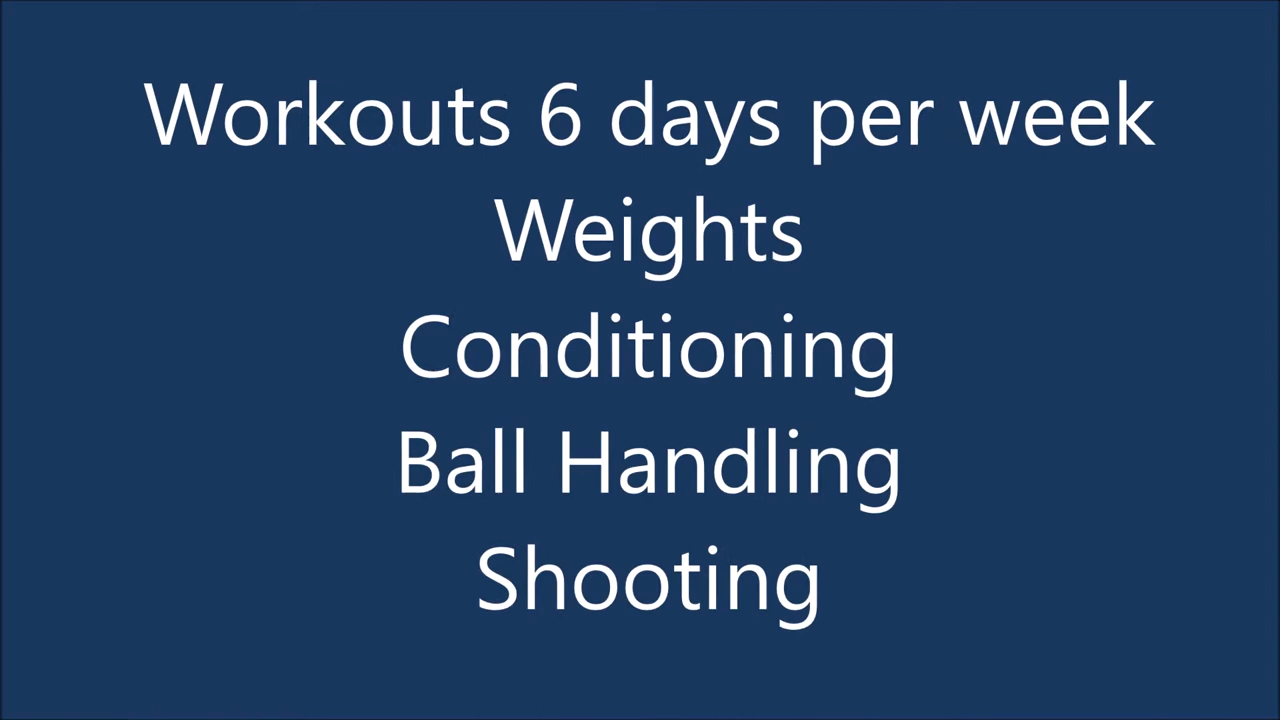 Workouts 6 days per week
Weights
Conditioning
Ball Handling
Shooting